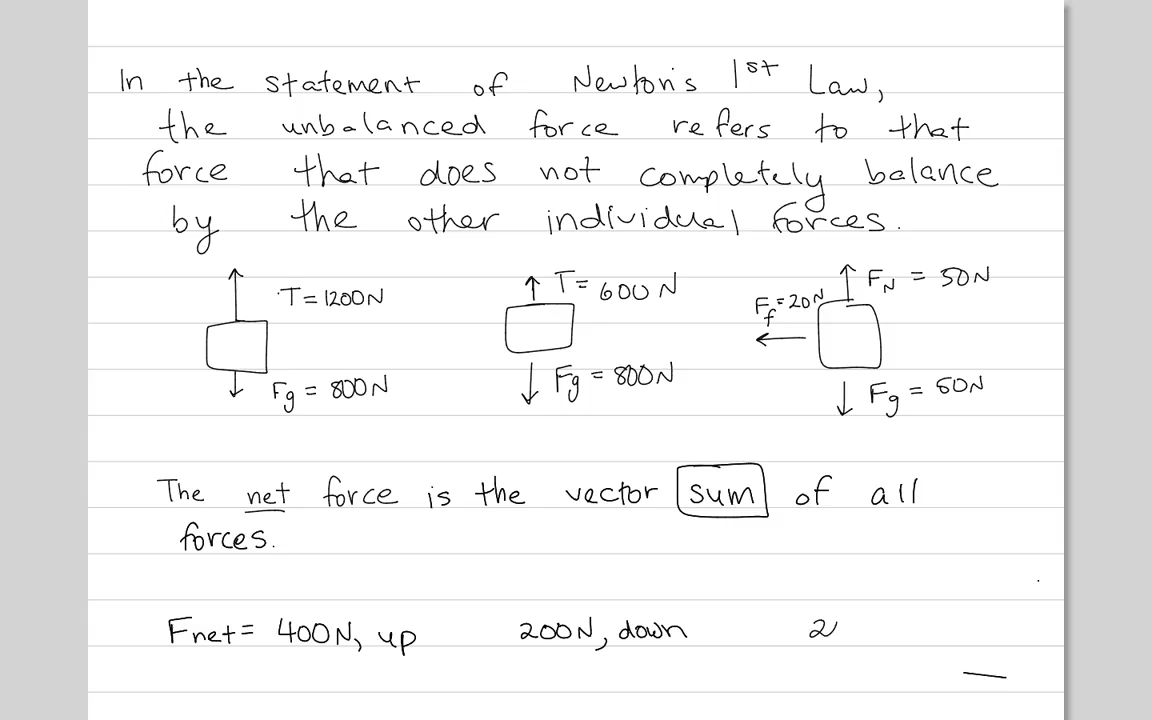 In the statement of Newton's 1st Law,
the unbalanced force refers to that
force that does not completely balance
by the other individual forces.
T = 1200N
Fg = 800N
T = 600 N
Fg = 800N
Ff = 20N
FN = 50N
Fg = 50N
The net force is the vector sum of all
forces.
Fnet = 400N, up 200N, down 2